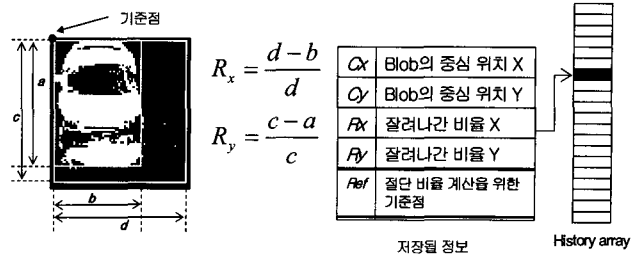 기준점
a
c
b
d
R_x = \frac{d-b}{d}
R_y = \frac{c-a}{c}
Cx Blob의 중심 위치 X
Cy Blob의 중심 위치 Y
Rx 잘려나간 비율 X
Ry 잘려나간 비율 Y
Ref 절단 비율 계산을 위한
기준점
저장될 정보
History array